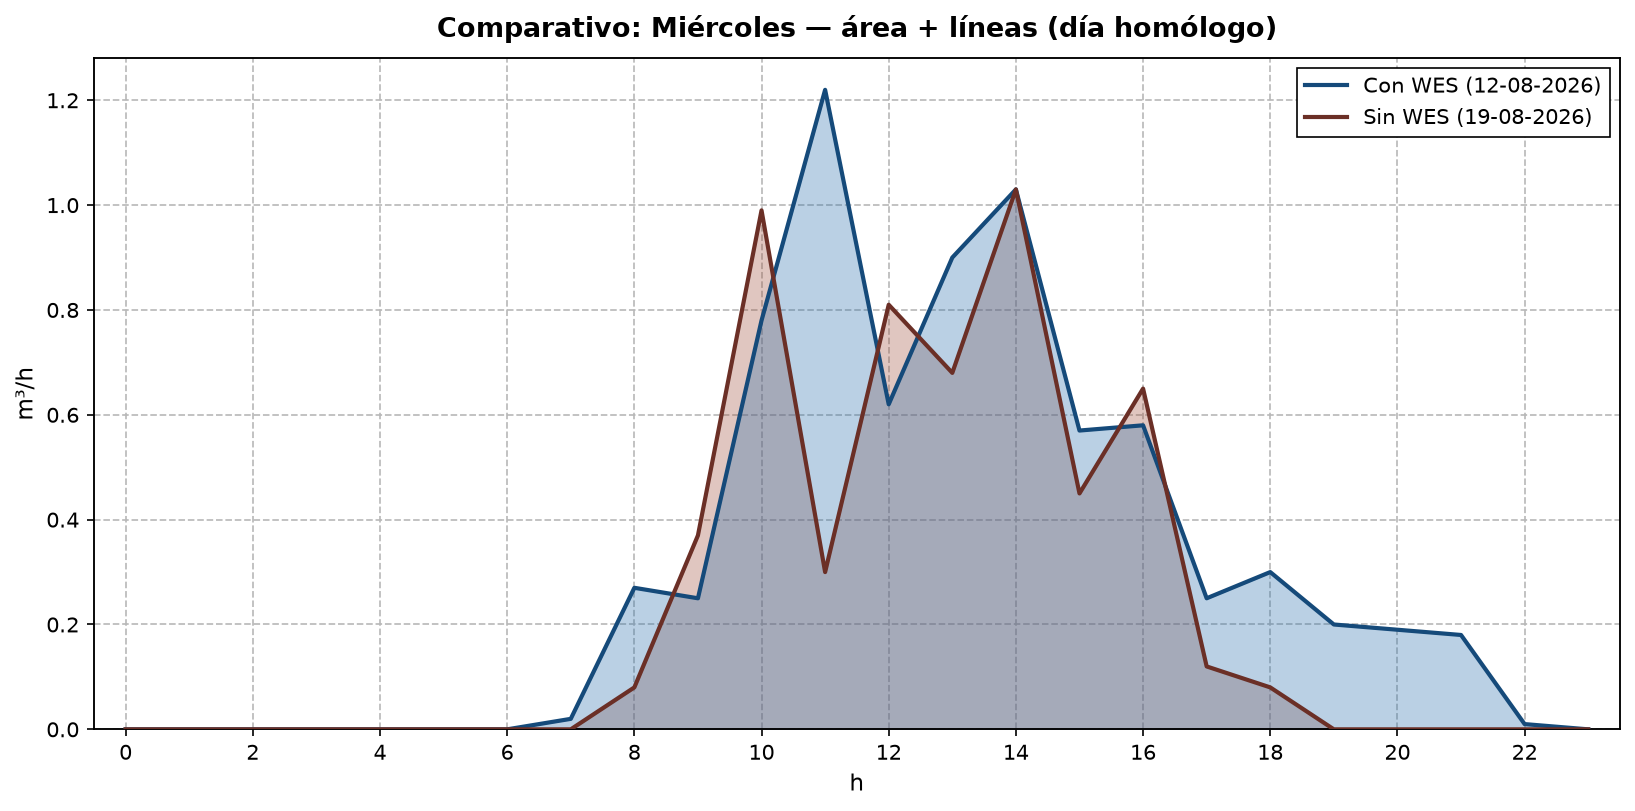 Comparativo: Miércoles — área + líneas (día homólogo)
Con WES (12-08-2026)
Sin WES (19-08-2026)
1.2
1.0
0.8
0.6
0.4
0.2
0.0
m³/h
0 2 4 6 8 10 12 14 16 18 20 22
h